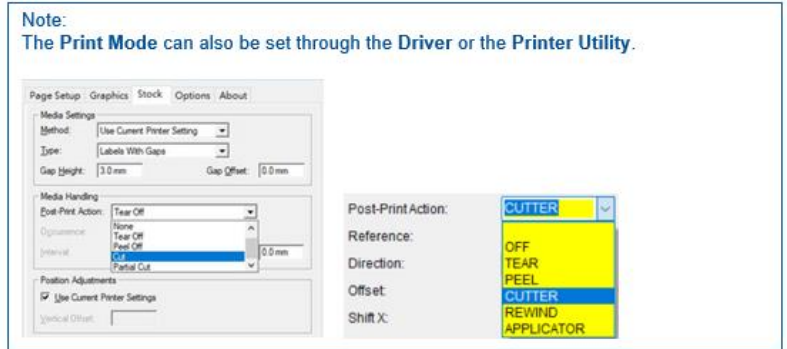 Note:
The Print Mode can also be set through the Driver or the Printer Utility.
Page Setup Graphics Stock Options About
Media Settings
Method: Use Current Printer Setting
Type: Labels With Gaps
Gap Height: 3.0 mm Gap Offset: 0.0 mm
Media Handling
Post-Print Action: Tear Off
Occurrence:
None
Tear Off
Peel Off
Cut
Partial Cut
Interval 0.0 mm
Position Adjustments
Use Current Printer Settings
Vertical Offset:
Post-Print Action: CUTTER
Reference:
Direction:
Offset:
Shift X:
OFF
TEAR
PEEL
CUTTER
REWIND
APPLICATOR